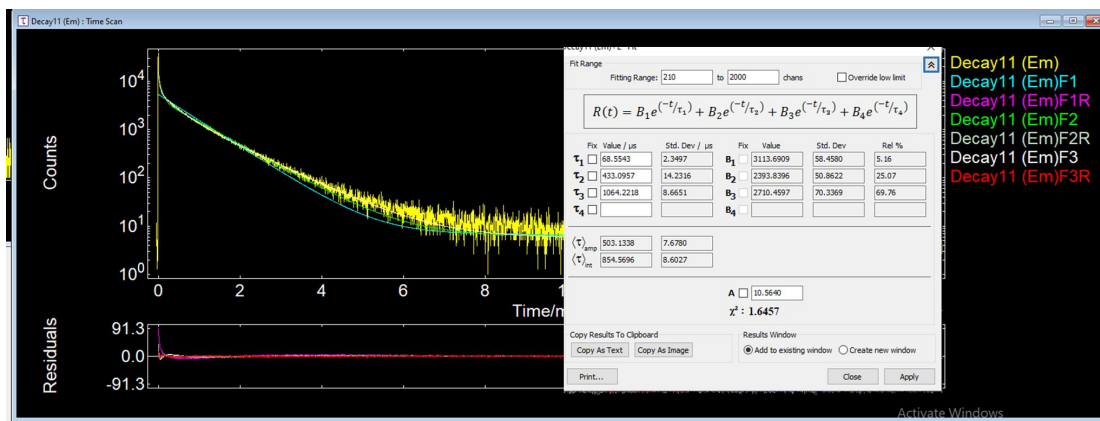 Decay11 (Em) : Time Scan
Counts
10⁴
10³
10²
10¹
10⁰
0 2 4 6 8
Time/m
Residuals
91.3
0.0
-91.3
Fit Range
Fitting Range: 210 to 2000 chans Override low limit
R(t) = B₁e^(−t/τ₁) + B₂e^(−t/τ₂) + B₃e^(−t/τ₃) + B₄e^(−t/τ₄)
Fix Value / µs Std. Dev / µs Fix Value Std. Dev Rel %
τ₁ 68.5543 2.3497 B₁ 3113.6909 58.4580 5.16
τ₂ 433.0957 14.2316 B₂ 2393.8396 50.8622 25.07
τ₃ 1064.2218 8.6651 B₃ 2710.4597 70.3369 69.76
τ₄ B₄
⟨τ⟩amp 503.1338 7.6780
⟨τ⟩int 854.5696 8.6027
A 10.5640
χ² : 1.6457
Copy Results To Clipboard
Copy As Text Copy As Image
Results Window
Add to existing window Create new window
Print... Close Apply
Decay11 (Em)
Decay11 (Em)F1
Decay11 (Em)F1R
Decay11 (Em)F2
Decay11 (Em)F2R
Decay11 (Em)F3
Decay11 (Em)F3R
Activate Windows